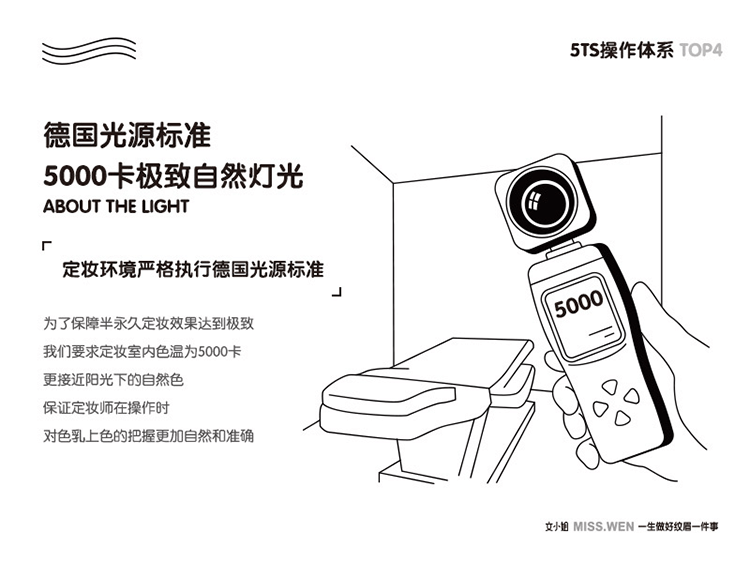 5TS操作体系 TOP4
德国光源标准
5000卡极致自然灯光
ABOUT THE LIGHT
定妆环境严格执行德国光源标准
为了保障半永久定妆效果达到极致
我们要求定妆室内色温为5000卡
更接近阳光下的自然色
保证定妆师在操作时
对色乳上色的把握更加自然和准确
5000
文小姐 MISS.WEN 一生做好纹眉一件事